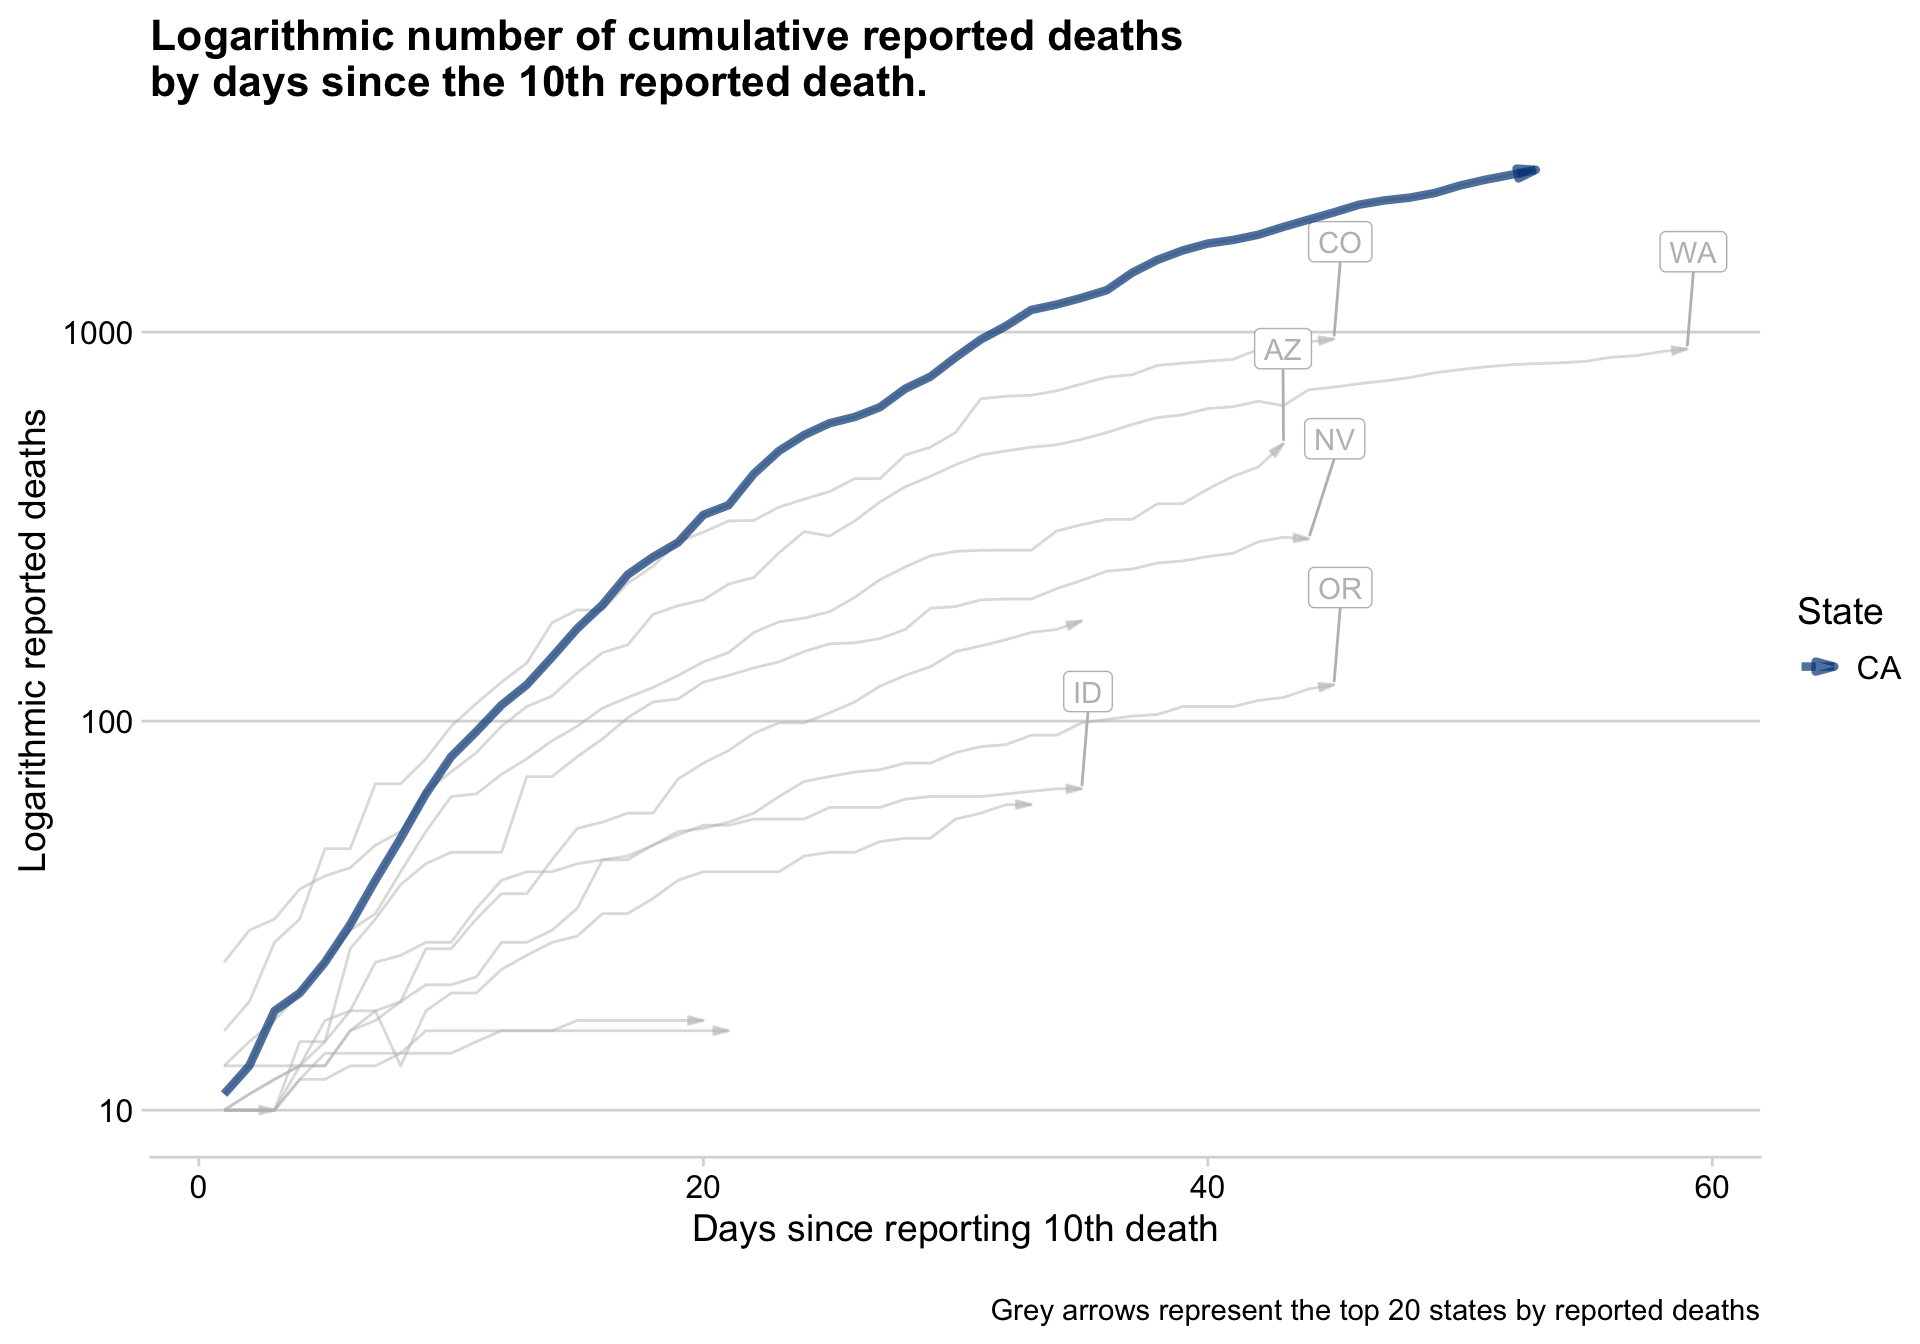 Logarithmic number of cumulative reported deaths
by days since the 10th reported death.
Logarithmic reported deaths
1000
100
10
CO
WA
AZ
NV
OR
ID
State
CA
0
20
40
60
Days since reporting 10th death
Grey arrows represent the top 20 states by reported deaths